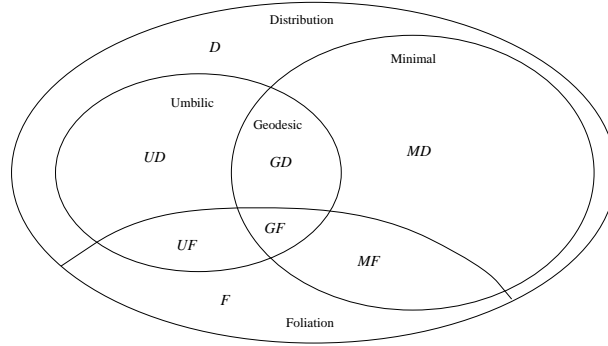 Distribution
D
Minimal
Umbilic
Geodesic
UD
GD
MD
GF
UF
MF
F
Foliation